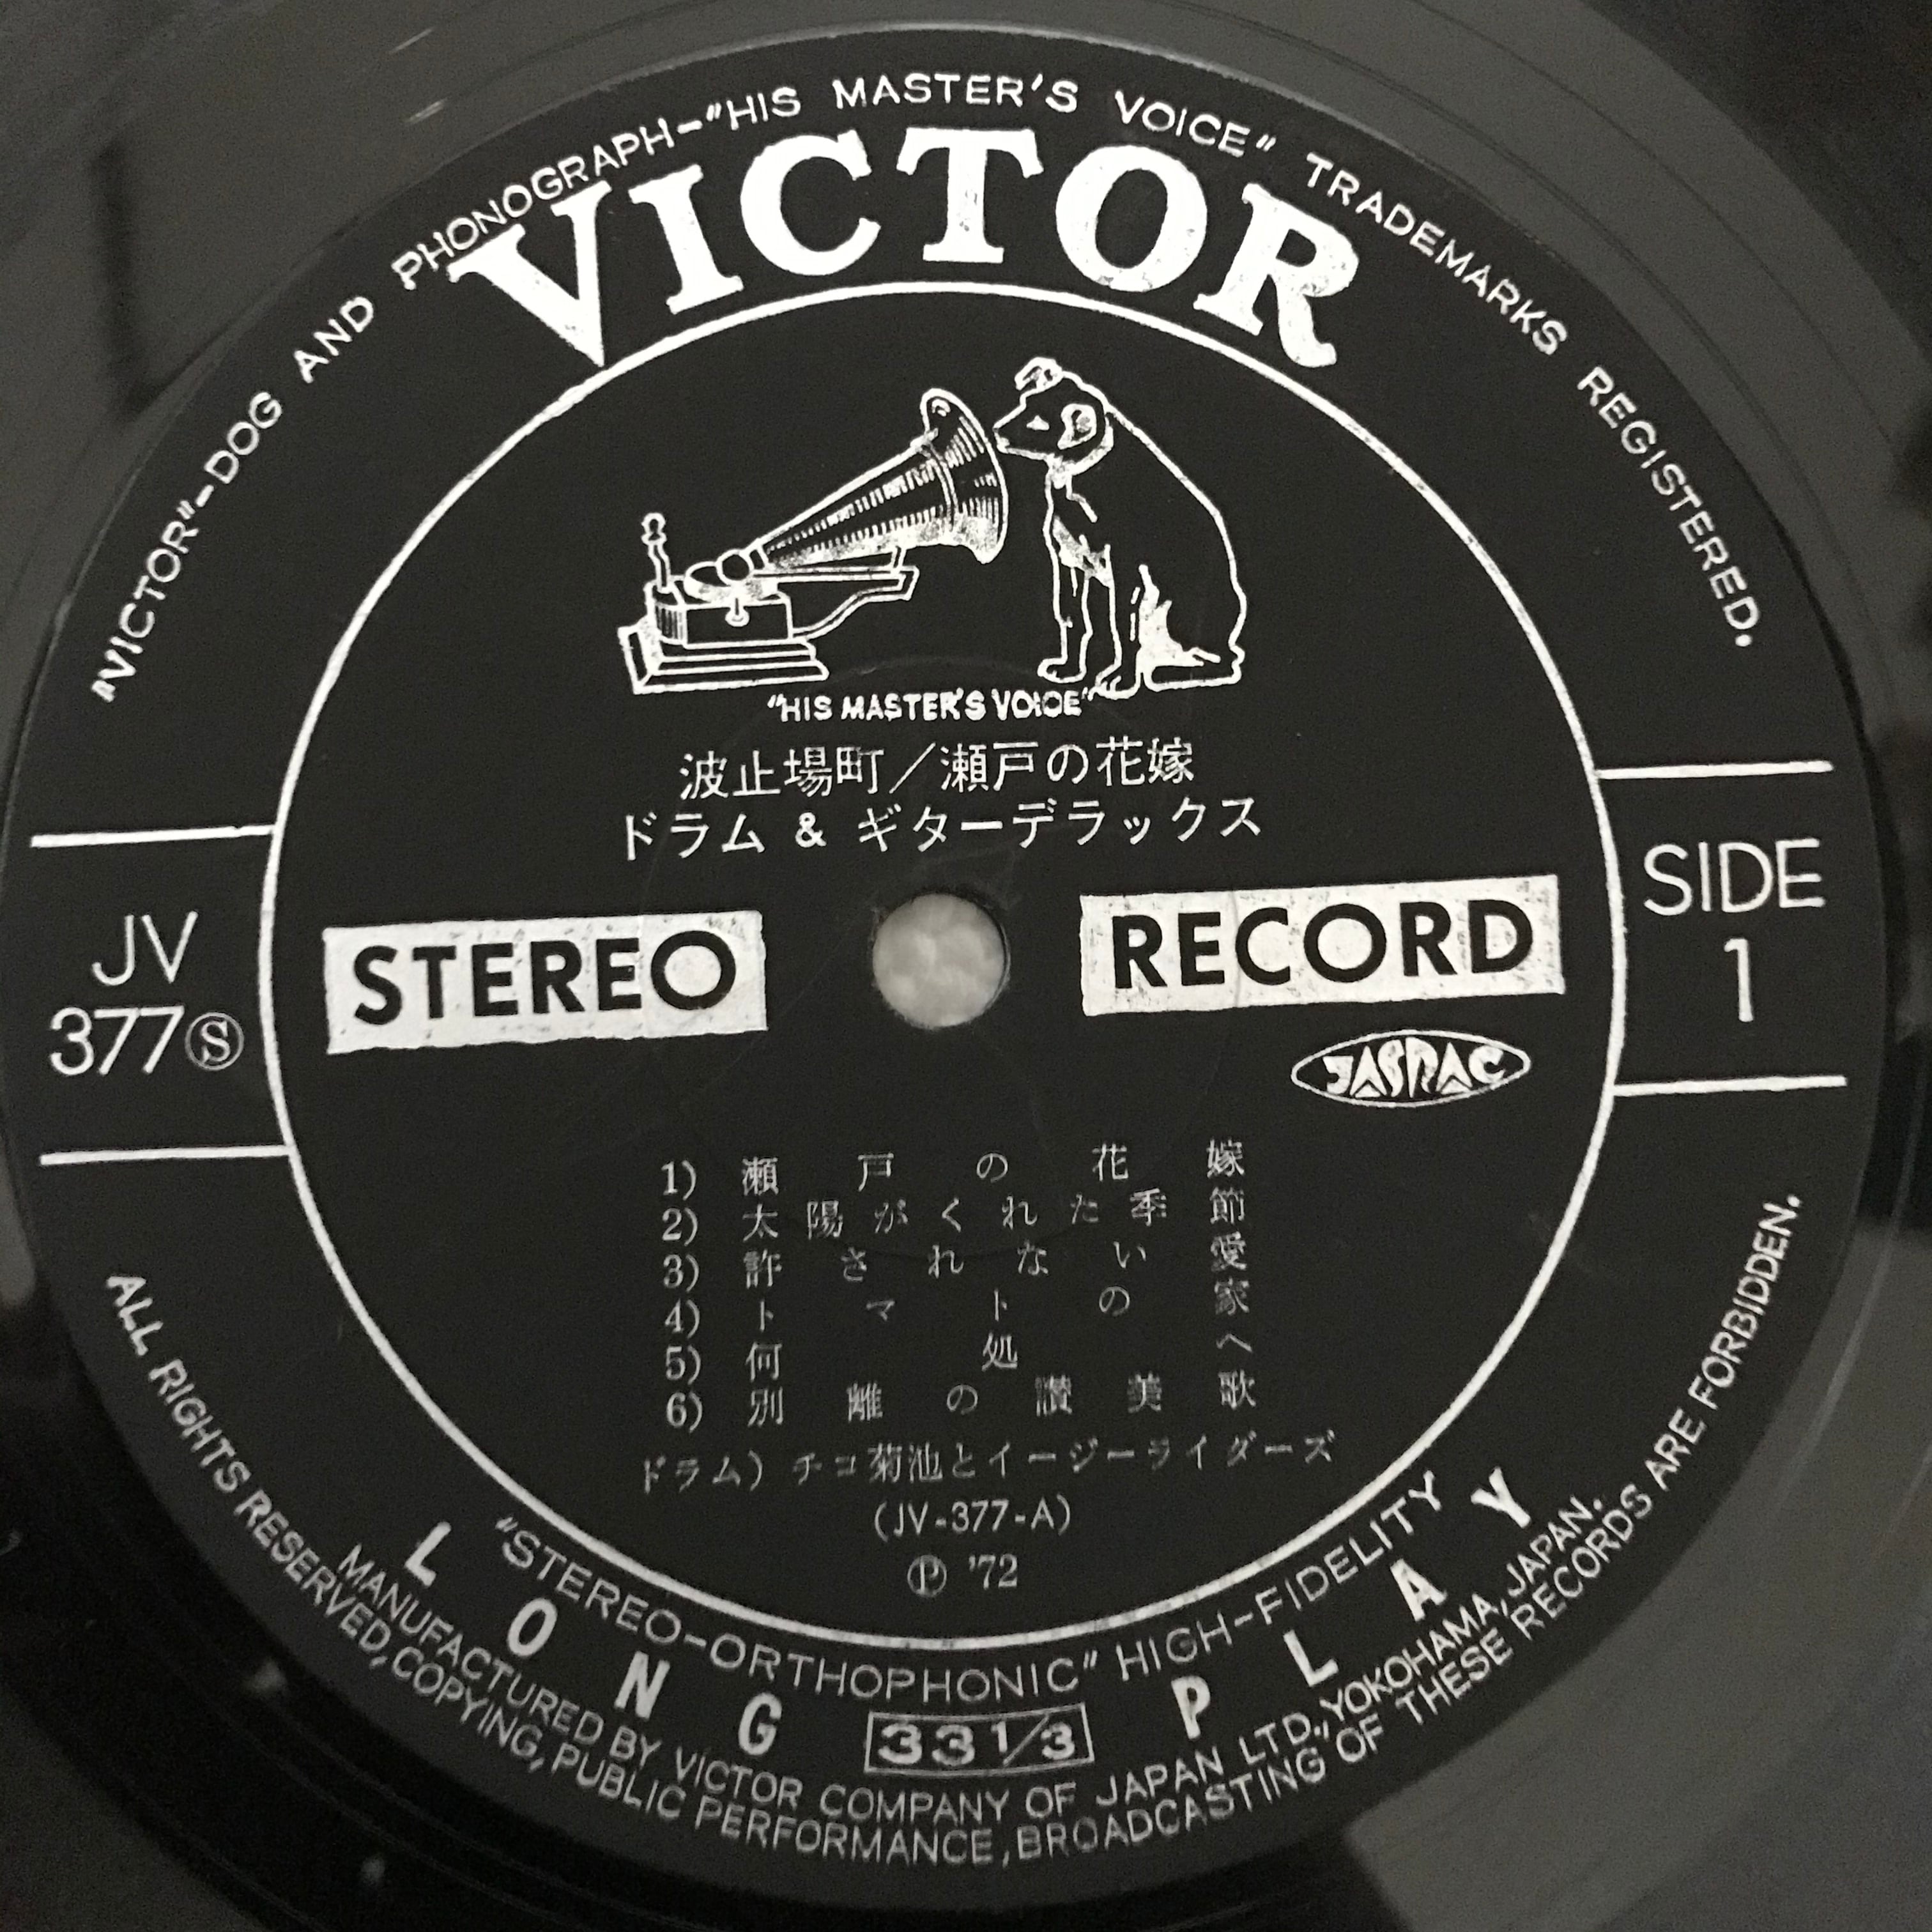 "VICTOR"-DOG AND PHONOGRAPH-"HIS MASTER'S VOICE" TRADEMARKS REGISTERED.
VICTOR
"HIS MASTER'S VOICE"
波止場町／瀬戸の花嫁
ドラム & ギターデラックス
JV
377Ⓢ
STEREO
RECORD
SIDE
1
JASRAC
1) 瀬戸の花嫁
2) 太陽がくれた季節
3) 許されない愛
4) トマトの家
5) 何処へ
6) 別離の讃美歌
ドラム) チコ菊池とイージーライダーズ
(JV-377-A)
Ⓟ '72
"STEREO-ORTHOPHONIC" HIGH-FIDELITY
LONG 33 1/3 PLAY
MANUFACTURED BY VICTOR COMPANY OF JAPAN LTD., YOKOHAMA, JAPAN.
ALL RIGHTS RESERVED, COPYING, PUBLIC PERFORMANCE, BROADCASTING OF THESE RECORDS ARE FORBIDDEN.